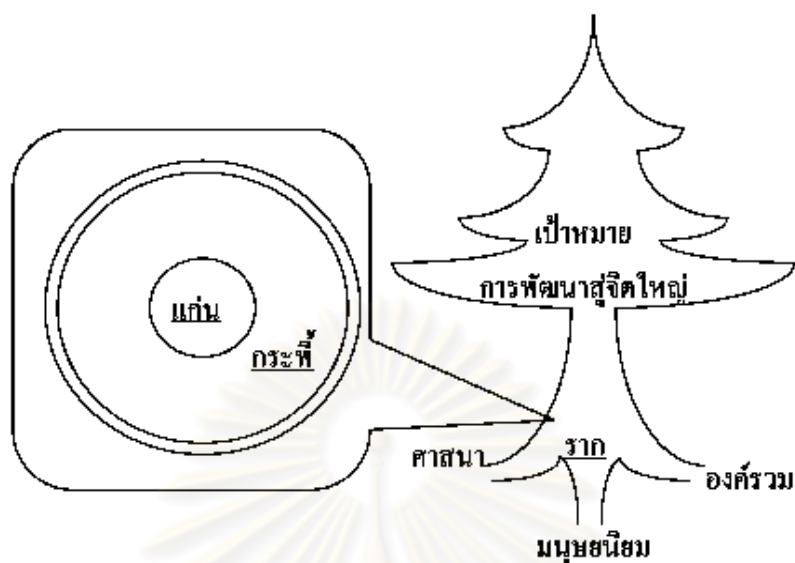 เป้าหมาย
การพัฒนาสู่จิตใหญ่
แก่น
กระพี้
ศาสนา
ราก
องค์รวม
มนุษยนิยม